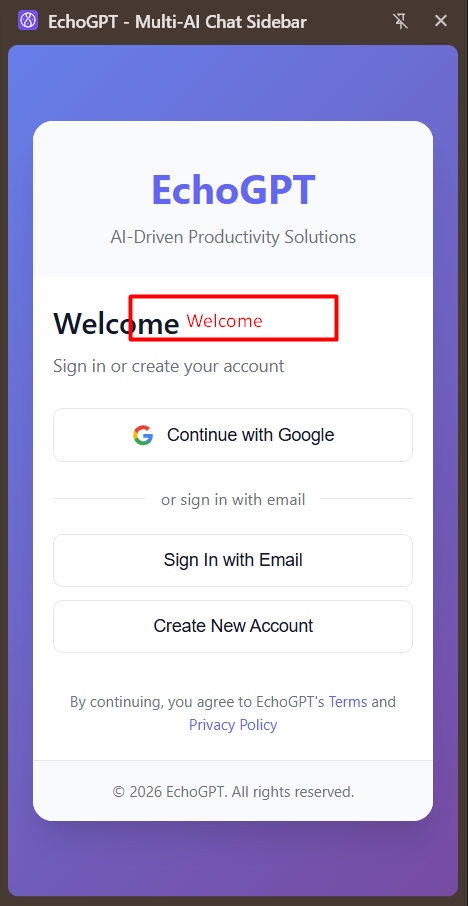 EchoGPT - Multi-AI Chat Sidebar
EchoGPT
AI-Driven Productivity Solutions
Welcome Welcome
Sign in or create your account
Continue with Google
or sign in with email
Sign In with Email
Create New Account
By continuing, you agree to EchoGPT's Terms and
Privacy Policy
© 2026 EchoGPT. All rights reserved.